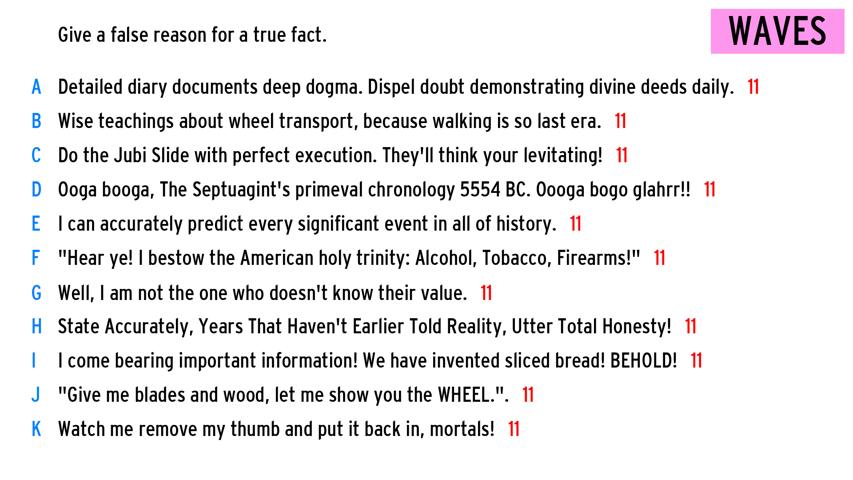 Give a false reason for a true fact.
WAVES
A Detailed diary documents deep dogma. Dispel doubt demonstrating divine deeds daily. 11
B Wise teachings about wheel transport, because walking is so last era. 11
C Do the Jubi Slide with perfect execution. They'll think your levitating! 11
D Ooga booga, The Septuagint's primeval chronology 5554 BC. Oooga bogo glahrr!! 11
E I can accurately predict every significant event in all of history. 11
F "Hear ye! I bestow the American holy trinity: Alcohol, Tobacco, Firearms!" 11
G Well, I am not the one who doesn't know their value. 11
H State Accurately, Years That Haven't Earlier Told Reality, Utter Total Honesty! 11
I I come bearing important information! We have invented sliced bread! BEHOLD! 11
J "Give me blades and wood, let me show you the WHEEL.". 11
K Watch me remove my thumb and put it back in, mortals! 11